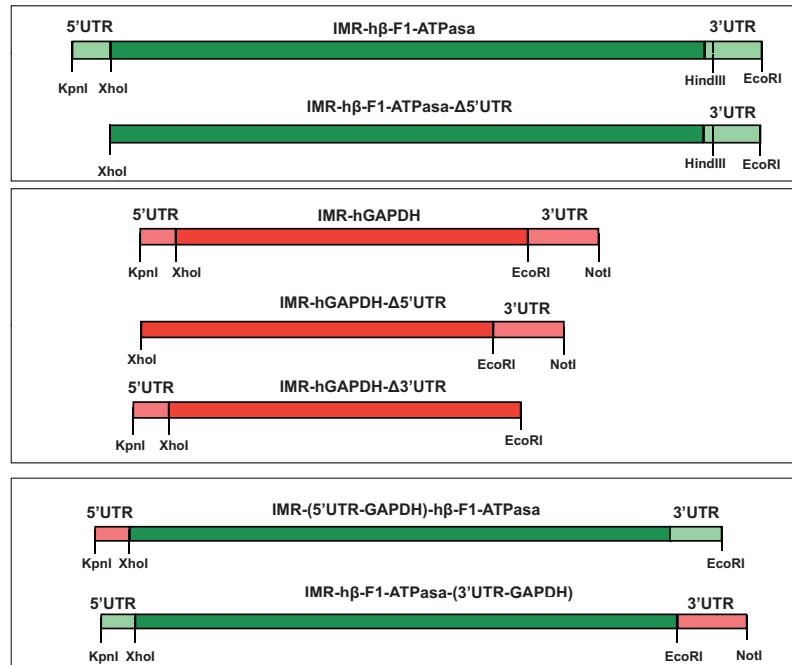 5’UTR IMR-hβ-F1-ATPasa 3’UTR
KpnI XhoI HindIII EcoRI
IMR-hβ-F1-ATPasa-Δ5’UTR 3’UTR
XhoI HindIII EcoRI
5’UTR IMR-hGAPDH 3’UTR
KpnI XhoI EcoRI NotI
IMR-hGAPDH-Δ5’UTR 3’UTR
XhoI EcoRI NotI
5’UTR IMR-hGAPDH-Δ3’UTR
KpnI XhoI EcoRI
5’UTR IMR-(5’UTR-GAPDH)-hβ-F1-ATPasa 3’UTR
KpnI XhoI EcoRI
5’UTR IMR-hβ-F1-ATPasa-(3’UTR-GAPDH) 3’UTR
KpnI XhoI EcoRI NotI